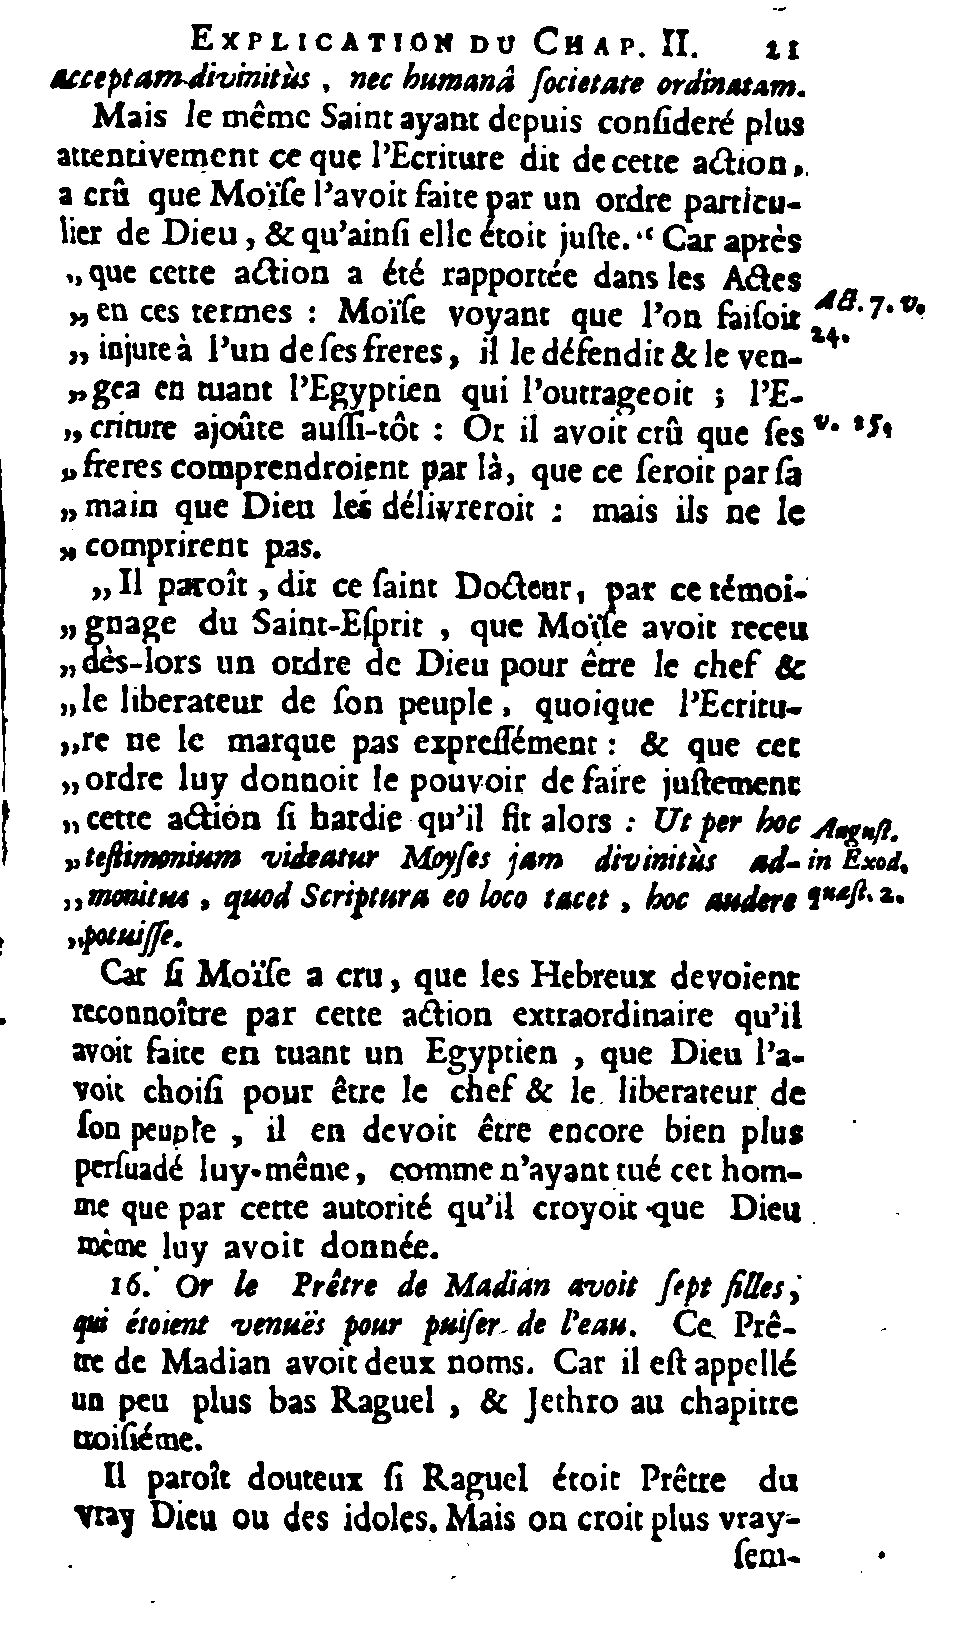 EXPLICATION DU CHAP. II. 21
acceptam divinitùs, nec humanâ ſocietate ordinatam.
Mais le même Saint ayant depuis conſideré plus
attentivement ce que l'Ecriture dit de cette action,
a crû que Moïſe l'avoit faite par un ordre particu-
lier de Dieu, & qu'ainſi elle étoit juſte. “ Car après
„ que cette action a été rapportée dans les Actes
„ en ces termes : Moïſe voyant que l'on faiſoit
Act. 7. v.
24.
„ injure à l'un de ſes freres, il le défendit & le ven-
„ gea en tuant l'Egyptien qui l'outrageoit ; l'E-
„ criture ajoûte auſſi-tôt : Or il avoit crû que ſes
v. 25.
„ freres comprendroient par là, que ce ſeroit par ſa
„ main que Dieu les délivreroit : mais ils ne le
„ comprirent pas.
„ Il paroît, dit ce ſaint Docteur, par ce témoi-
„ gnage du Saint-Eſprit, que Moïſe avoit receu
„ dès-lors un ordre de Dieu pour être le chef &
„ le liberateur de ſon peuple, quoique l'Ecritu-
„ re ne le marque pas expreſſément : & que cet
„ ordre luy donnoit le pouvoir de faire juſtement
„ cette action ſi hardie qu'il fit alors : Ut per hoc
„ teſtimonium videatur Moyſes jam divinitùs ad-
„ monitus, quod Scriptura eo loco tacet, hoc audere
„ potuiſſe.
Auguſt.
in Exod.
quæſt. 2.
Car ſi Moïſe a cru, que les Hebreux devoient
reconnoître par cette action extraordinaire qu'il
avoit faite en tuant un Egyptien, que Dieu l'a-
voit choiſi pour être le chef & le liberateur de
ſon peuple, il en devoit être encore bien plus
perſuadé luy-même, comme n'ayant tué cet hom-
me que par cette autorité qu'il croyoit que Dieu
même luy avoit donnée.
16. Or le Prêtre de Madian avoit ſept filles,
qui étoient venuës pour puiſer de l'eau. Ce Prê-
tre de Madian avoit deux noms. Car il eſt appellé
un peu plus bas Raguel, & Jethro au chapitre
troiſiéme.
Il paroît douteux ſi Raguel étoit Prêtre du
vray Dieu ou des idoles. Mais on croit plus vray-
ſem-